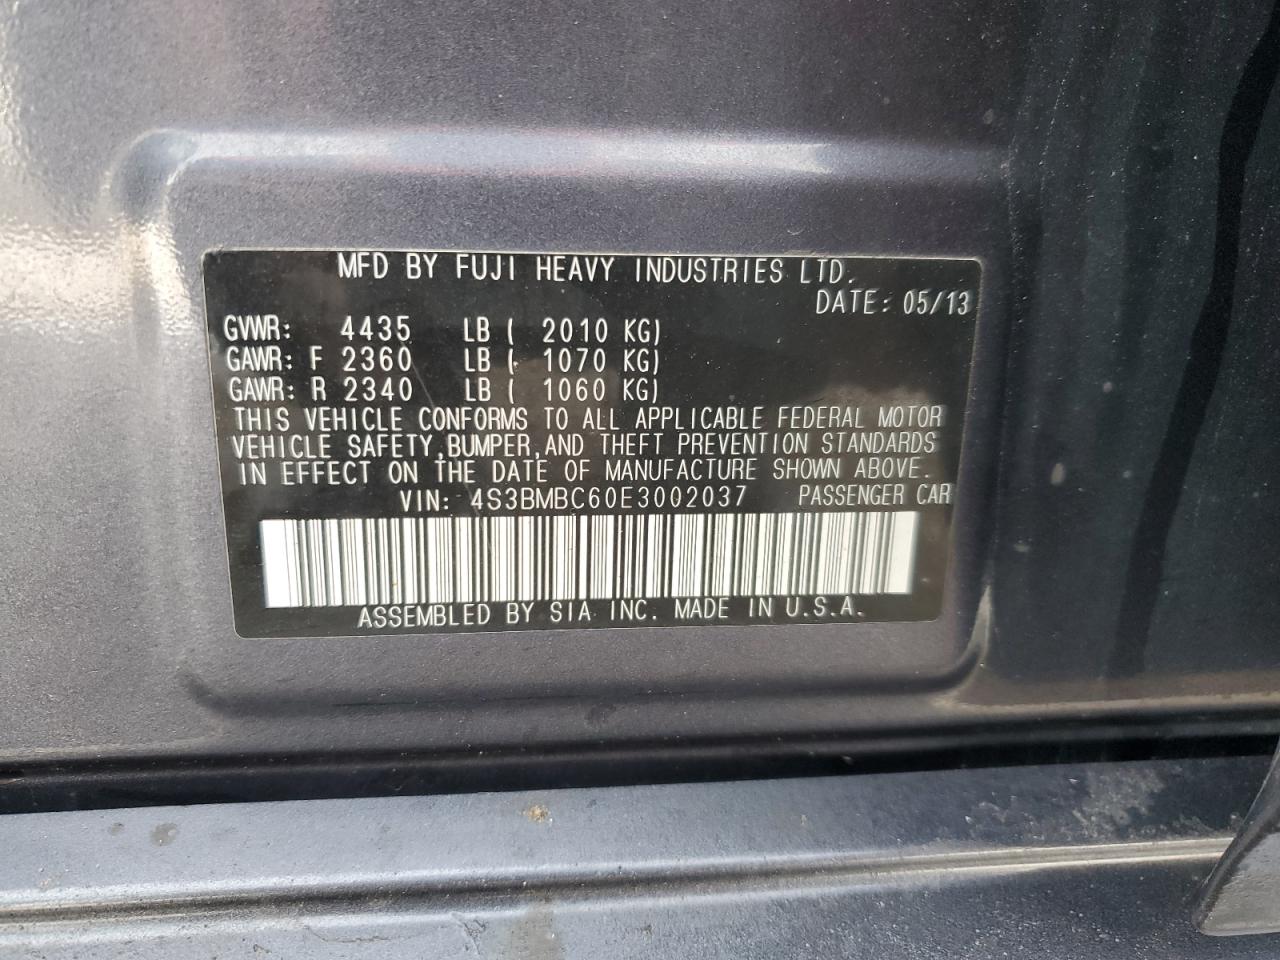 MFD BY FUJI HEAVY INDUSTRIES LTD.
DATE: 05/13
GVWR: 4435 LB ( 2010 KG)
GAWR: F 2360 LB ( 1070 KG)
GAWR: R 2340 LB ( 1060 KG)
THIS VEHICLE CONFORMS TO ALL APPLICABLE FEDERAL MOTOR
VEHICLE SAFETY,BUMPER,AND THEFT PREVENTION STANDARDS
IN EFFECT ON THE DATE OF MANUFACTURE SHOWN ABOVE.
VIN: 4S3BMBC60E3002037 PASSENGER CAR
ASSEMBLED BY SIA INC. MADE IN U.S.A.